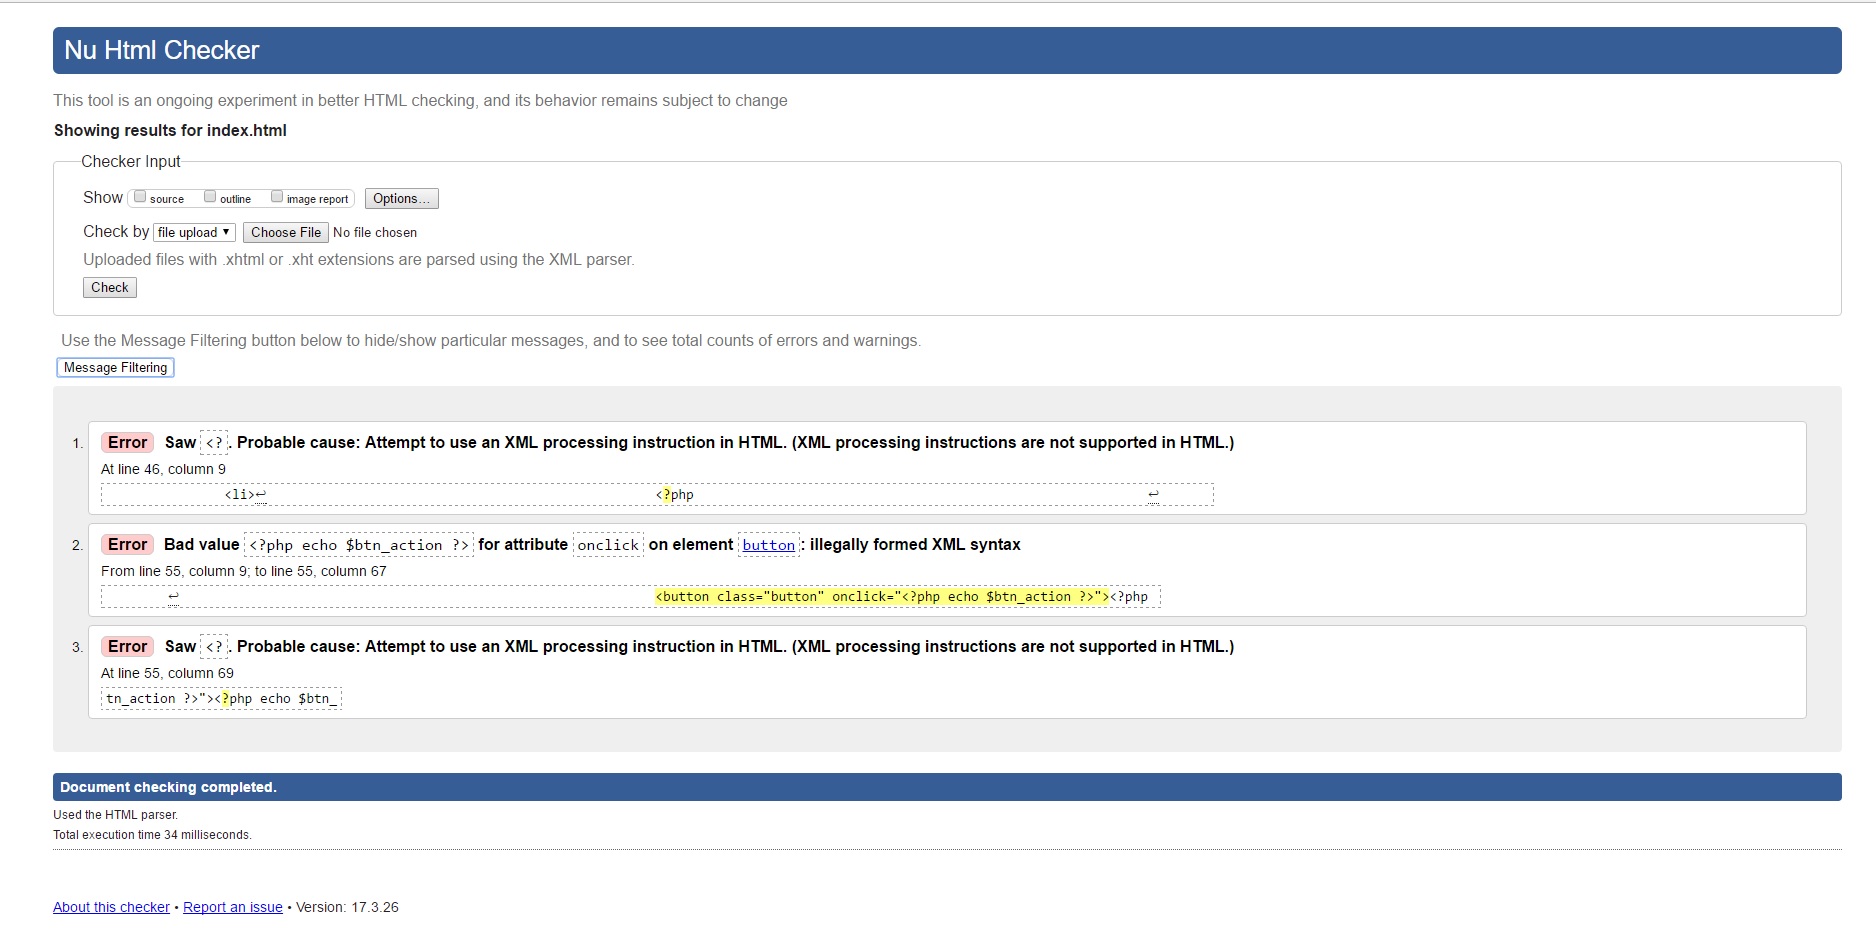 Nu Html Checker
This tool is an ongoing experiment in better HTML checking, and its behavior remains subject to change
Showing results for index.html
Checker Input
Show source outline image report Options...
Check by file upload ▼ Choose File No file chosen
Uploaded files with .xhtml or .xht extensions are parsed using the XML parser.
Check
Use the Message Filtering button below to hide/show particular messages, and to see total counts of errors and warnings.
Message Filtering
1. Error Saw <?. Probable cause: Attempt to use an XML processing instruction in HTML. (XML processing instructions are not supported in HTML.)
At line 46, column 9
<li>↩ <?php ↩
2. Error Bad value <?php echo $btn_action ?> for attribute onclick on element button: illegally formed XML syntax
From line 55, column 9; to line 55, column 67
↩ <button class="button" onclick="<?php echo $btn_action ?>"><?php
3. Error Saw <?. Probable cause: Attempt to use an XML processing instruction in HTML. (XML processing instructions are not supported in HTML.)
At line 55, column 69
tn_action ?>"><?php echo $btn_
Document checking completed.
Used the HTML parser.
Total execution time 34 milliseconds.
About this checker • Report an issue • Version: 17.3.26